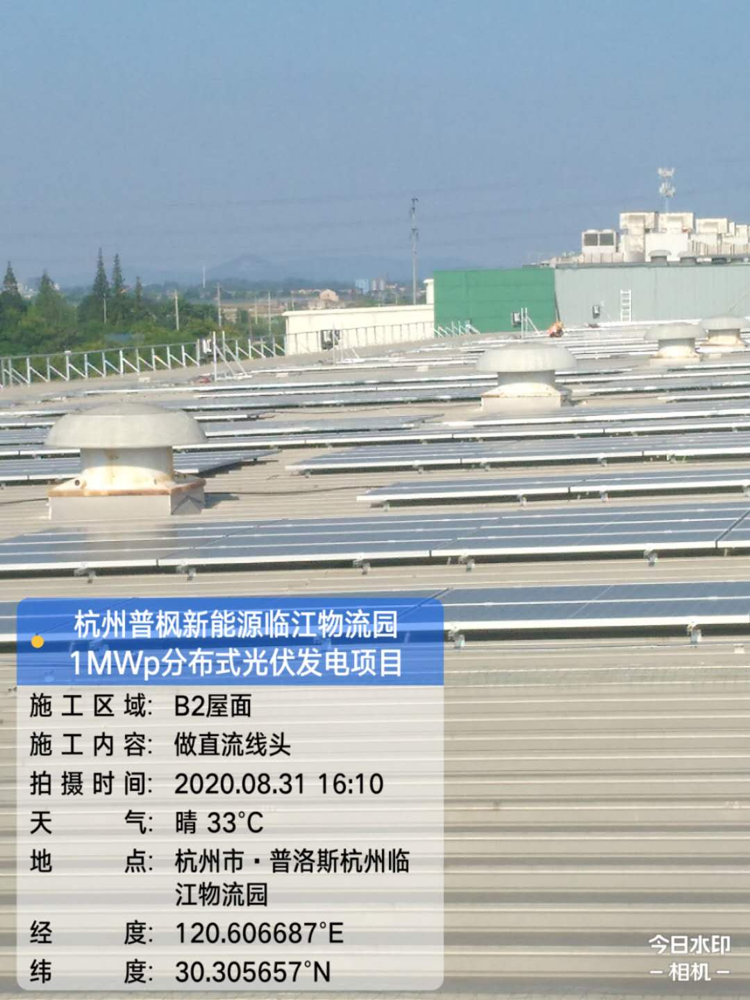 杭州普枫新能源临江物流园
1MWp分布式光伏发电项目
施工区域: B2屋面
施工内容: 做直流线头
拍摄时间: 2020.08.31 16:10
天气: 晴 33°C
地点: 杭州市·普洛斯杭州临
江物流园
经度: 120.606687°E
纬度: 30.305657°N
今日水印
-相机-